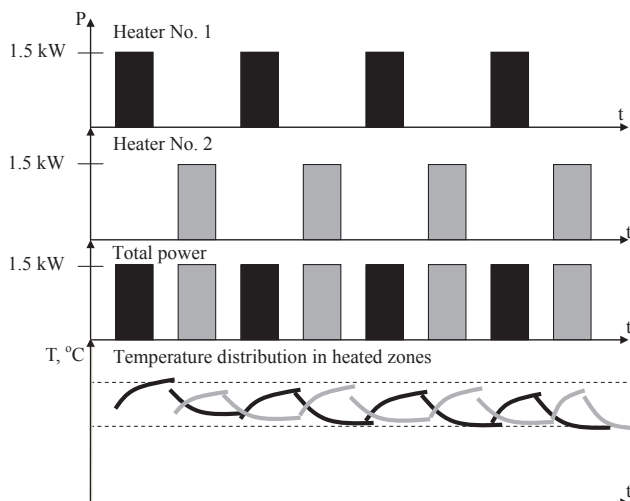 P
Heater No. 1
1.5 kW
t
Heater No. 2
1.5 kW
t
Total power
1.5 kW
t
T, °C
Temperature distribution in heated zones
t